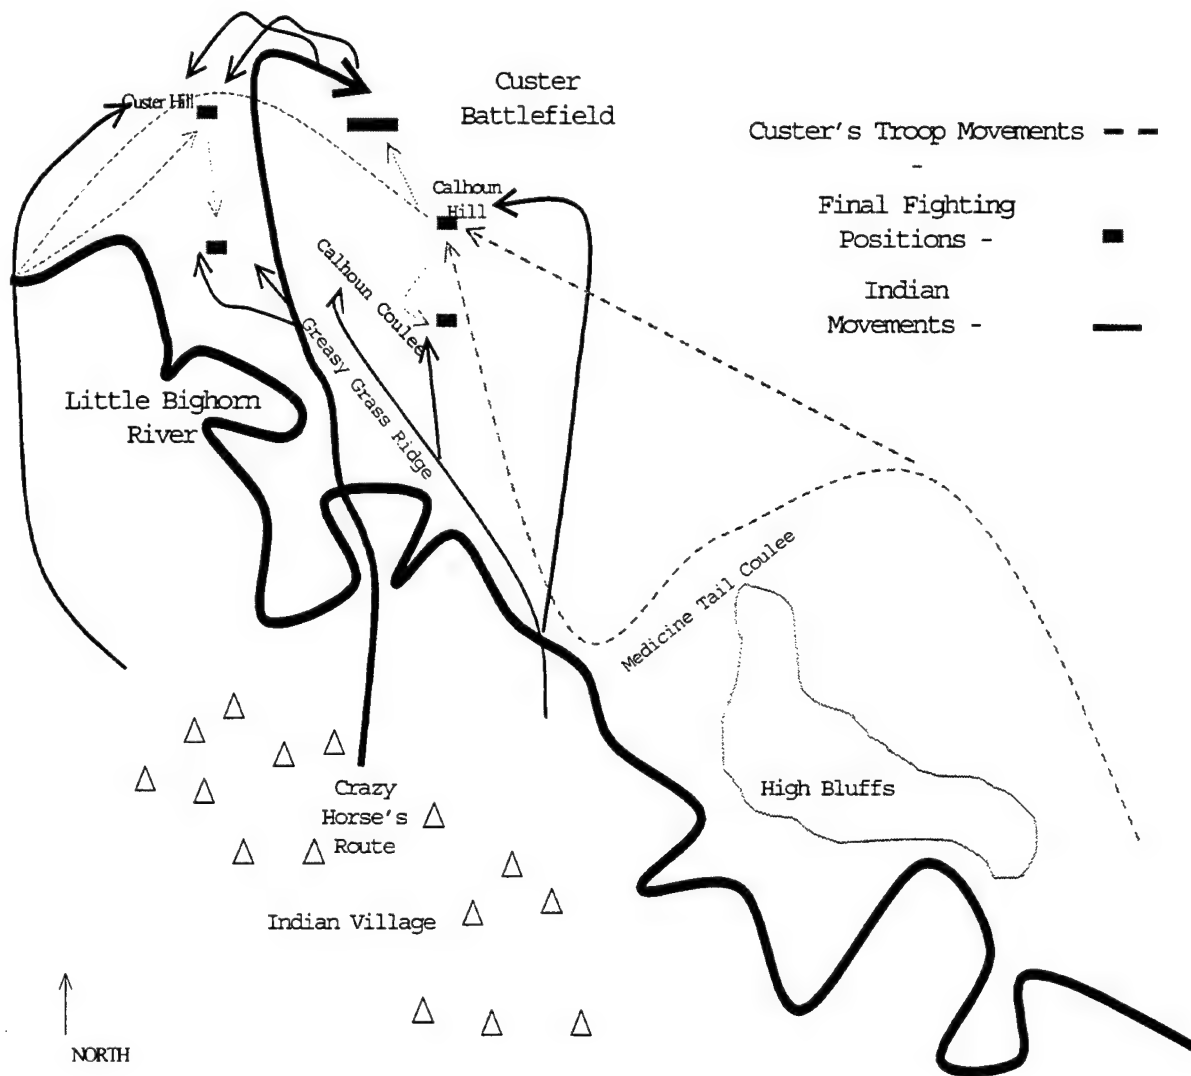 Custer
Battlefield
Custer Hill
Custer's Troop Movements
-
Calhoun
Hill
Final Fighting
Positions -
Indian
Movements -
Calhoun Coulee
Greasy Grass Ridge
Little Bighorn
River
Medicine Tail Coulee
High Bluffs
Crazy
Horse's
Route
Indian Village
NORTH